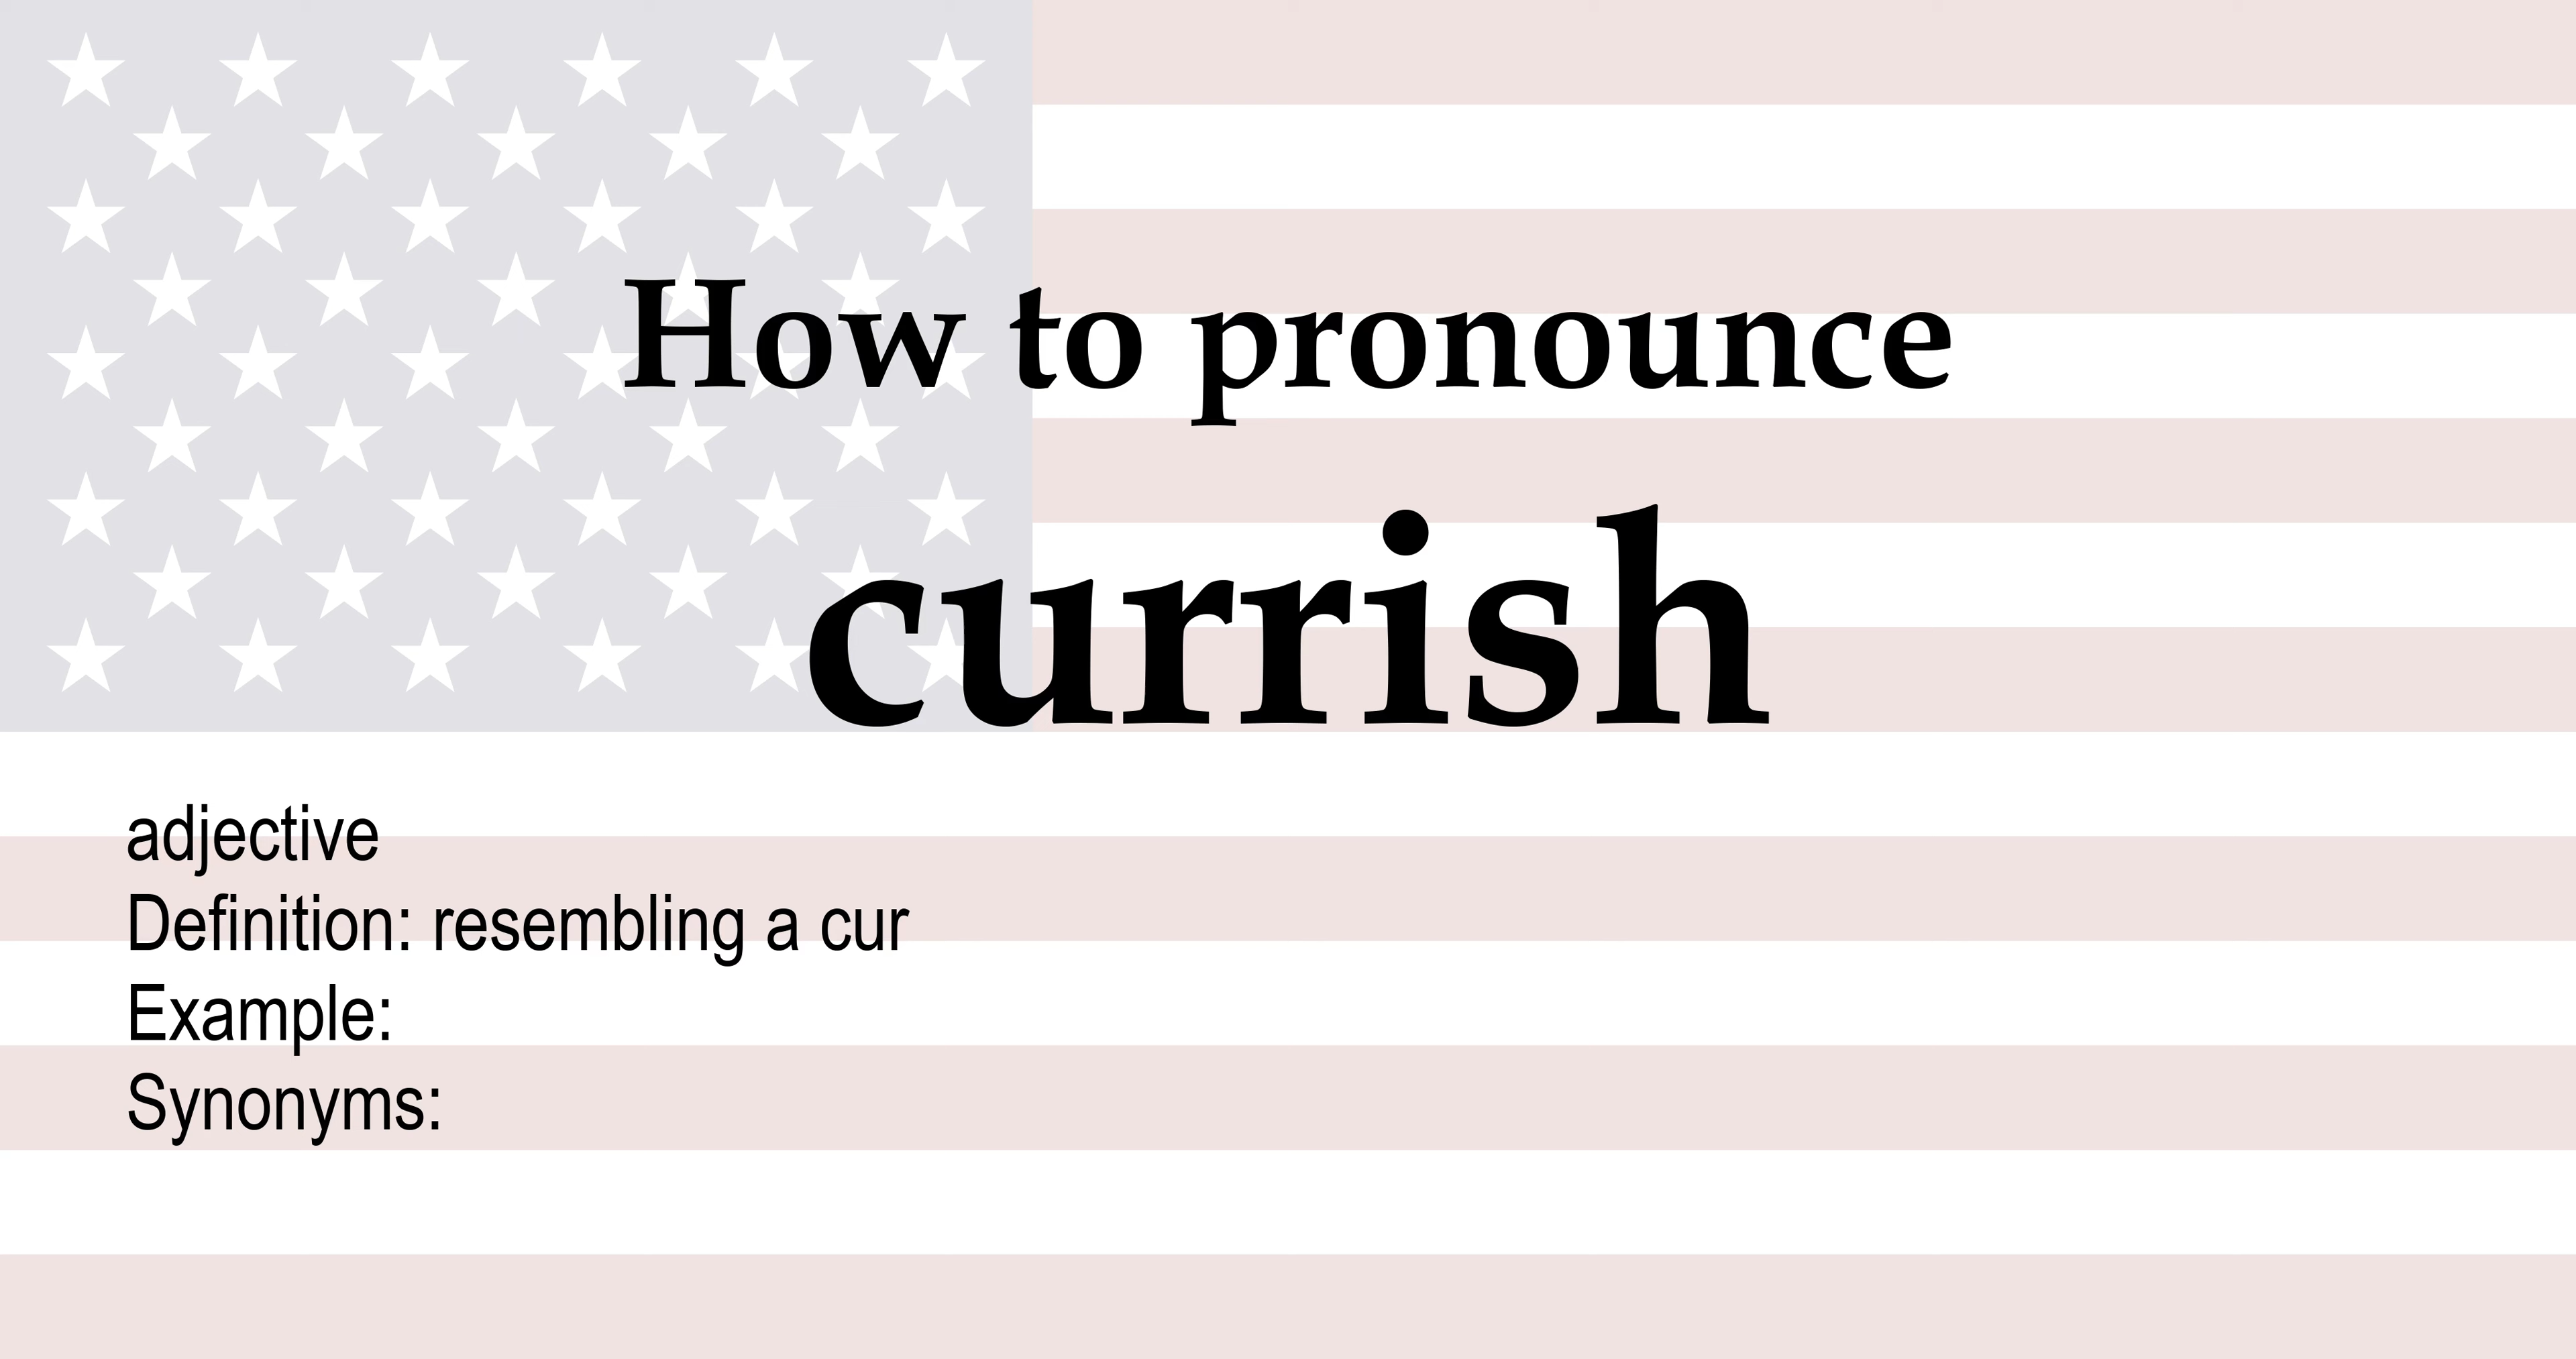 How to pronounce
currish
adjective
Definition: resembling a cur
Example:
Synonyms: